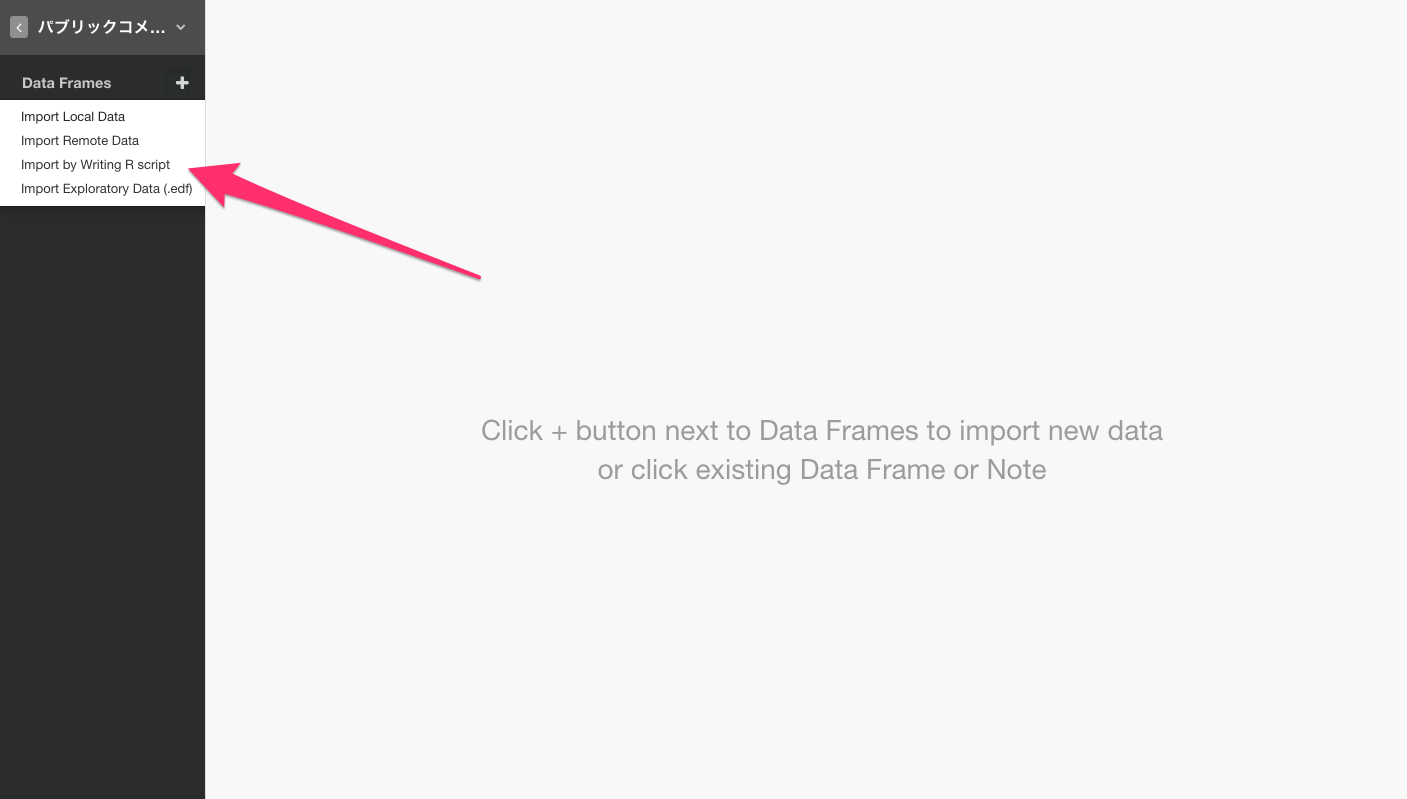 パブリックコメ...
Data Frames
Import Local Data
Import Remote Data
Import by Writing R script
Import Exploratory Data (.edf)
Click + button next to Data Frames to import new data
or click existing Data Frame or Note